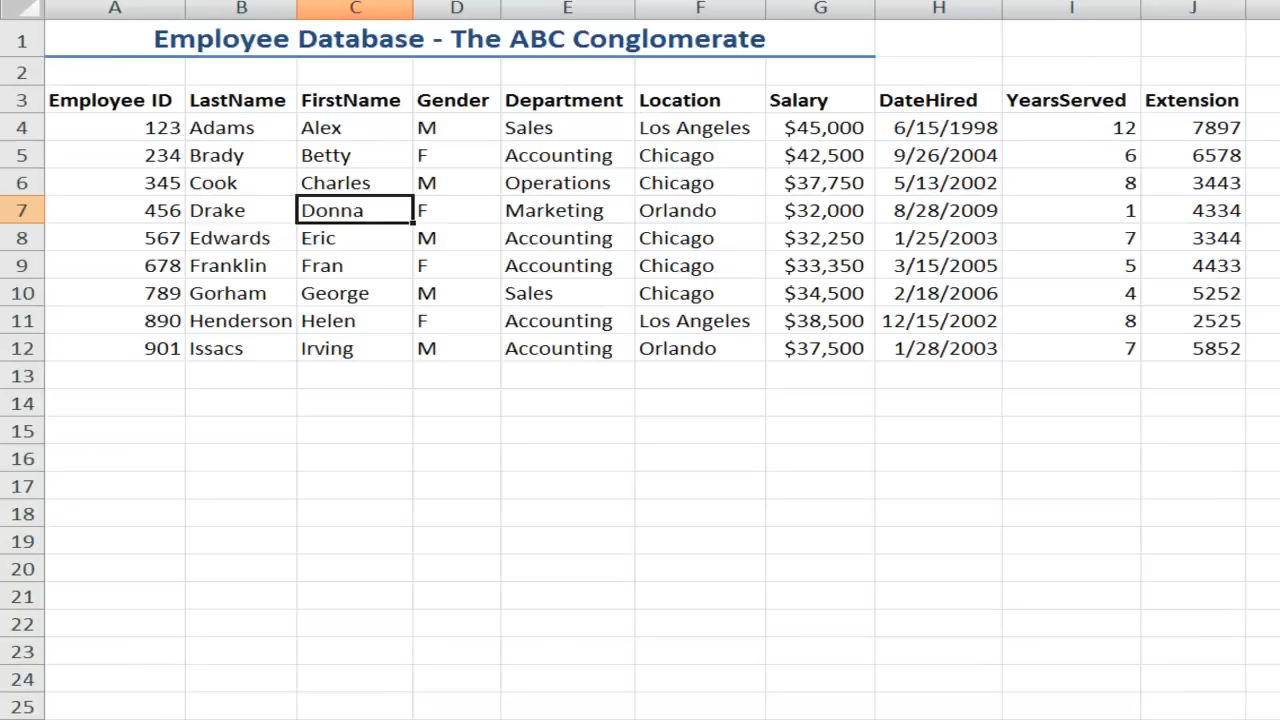 A B C D E F G H I J
1 Employee Database - The ABC Conglomerate
2
3 Employee ID LastName FirstName Gender Department Location Salary DateHired YearsServed Extension
4 123 Adams Alex M Sales Los Angeles $45,000 6/15/1998 12 7897
5 234 Brady Betty F Accounting Chicago $42,500 9/26/2004 6 6578
6 345 Cook Charles M Operations Chicago $37,750 5/13/2002 8 3443
7 456 Drake Donna F Marketing Orlando $32,000 8/28/2009 1 4334
8 567 Edwards Eric M Accounting Chicago $32,250 1/25/2003 7 3344
9 678 Franklin Fran F Accounting Chicago $33,350 3/15/2005 5 4433
10 789 Gorham George M Sales Chicago $34,500 2/18/2006 4 5252
11 890 Henderson Helen F Accounting Los Angeles $38,500 12/15/2002 8 2525
12 901 Issacs Irving M Accounting Orlando $37,500 1/28/2003 7 5852
13
14
15
16
17
18
19
20
21
22
23
24
25